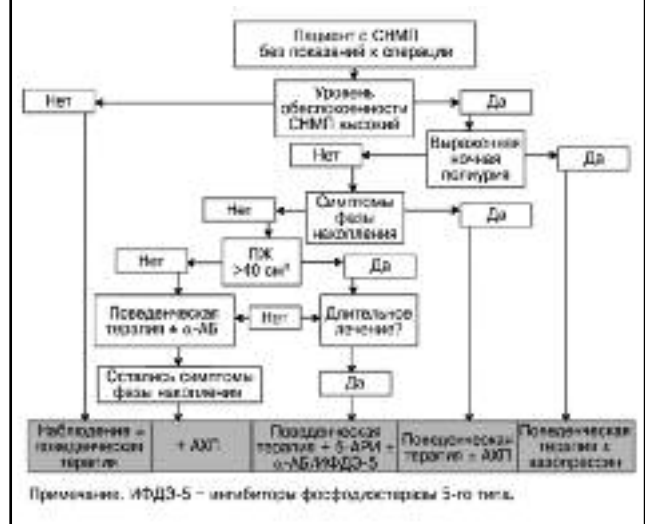 Пациент с СНМП
без показаний к операции
Нет
Уровень
обеспокоенности
СНМП высокий
Да
Выраженная
ночная
полиурия
Нет
Да
Симптомы
фазы
накопления
Нет
Да
ПЖ
>40 см³
Нет
Да
Поведенческая
терапия ± α-АБ
Нет
Длительное
лечение?
Остались симптомы
фазы накопления
Да
Наблюдение =
поведенческая
терапия
+ АХП
Поведенческая
терапия + 5-АРИ ±
α-АБ/ИФДЭ-5
Поведенческая
терапия ± АХП
Поведенческая
терапия ±
вазопрессин
Примечание. ИФДЭ-5 – ингибиторы фосфодиэстеразы 5-го типа.